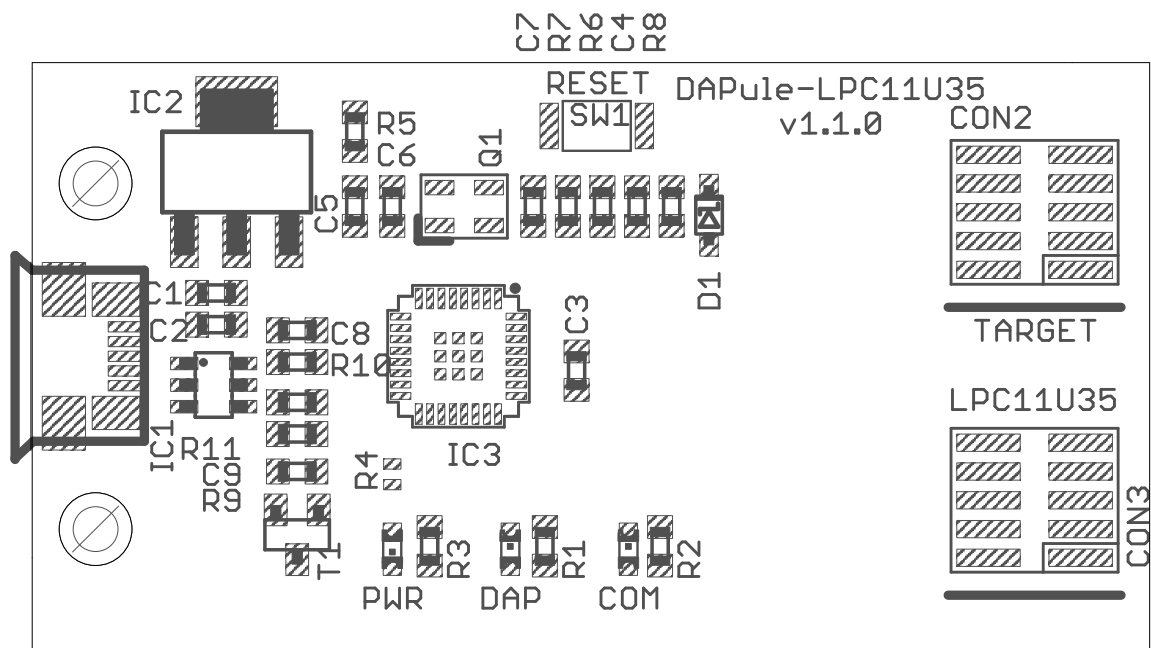 C7
R7
R6
C4
R8
RESET
DAPule-LPC11U35
v1.1.0
IC2
SW1
CON2
R5
C6
Q1
C5
D1
C1
C2
C8
R10
C3
TARGET
IC1
R11
C9
R9
IC3
R4
LPC11U35
CON3
T1
R3
R1
R2
PWR
DAP
COM